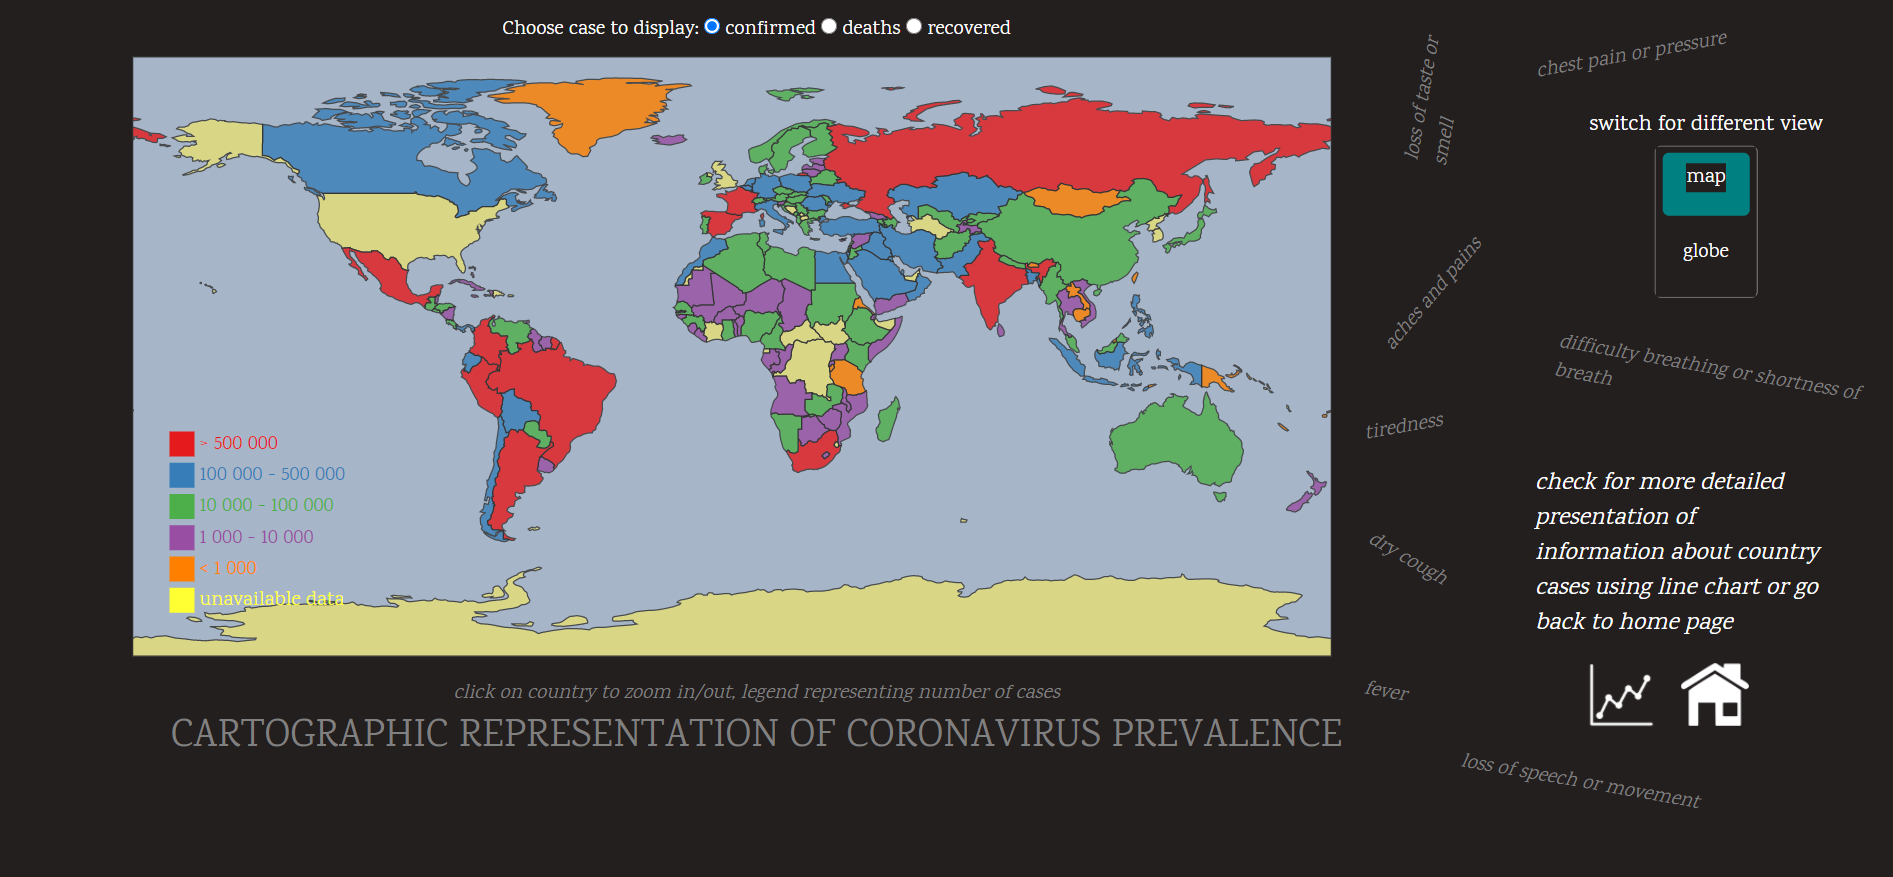 Choose case to display: confirmed deaths recovered
loss of taste or
smell
chest pain or pressure
switch for different view
map
globe
aches and pains
difficulty breathing or shortness of
breath
tiredness
> 500 000
100 000 - 500 000
10 000 - 100 000
1 000 - 10 000
< 1 000
unavailable data
check for more detailed
presentation of
information about country
cases using line chart or go
back to home page
dry cough
fever
click on country to zoom in/out, legend representing number of cases
CARTOGRAPHIC REPRESENTATION OF CORONAVIRUS PREVALENCE
loss of speech or movement